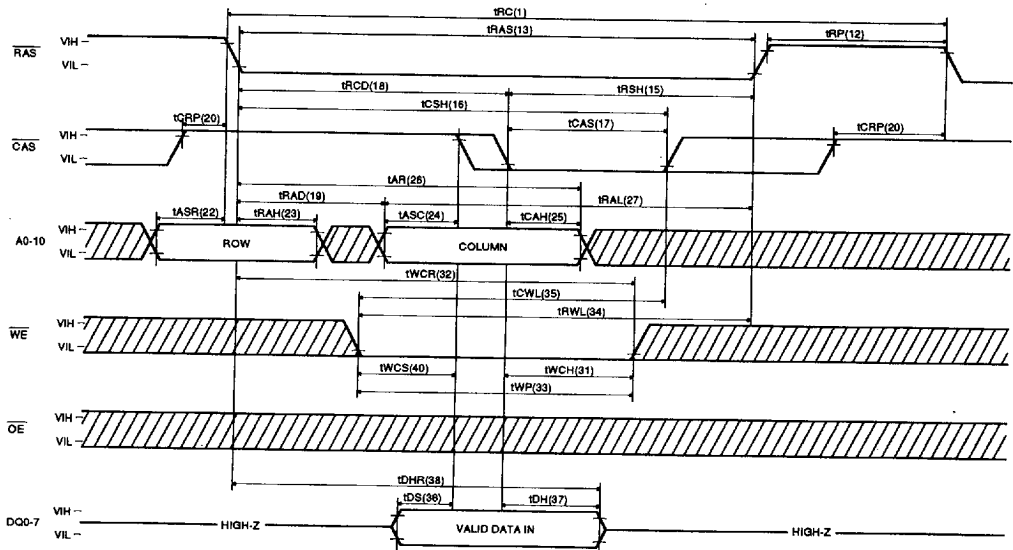 tRC(1)
tRAS(13)
tRP(12)
RAS
VIH
VIL
tRCD(18)
tRSH(15)
tCSH(16)
tCRP(20)
tCAS(17)
tCRP(20)
CAS
VIH
VIL
tAR(26)
tRAD(19)
tRAL(27)
tASR(22)
tRAH(23)
tASC(24)
tCAH(25)
A0-10
VIH
VIL
ROW
COLUMN
tWCR(32)
tCWL(35)
tRWL(34)
WE
VIH
VIL
tWCS(40)
tWCH(31)
tWP(33)
OE
VIH
VIL
tDHR(38)
tDS(36)
tDH(37)
DQ0-7
VIH
VIL
HIGH-Z
VALID DATA IN
HIGH-Z